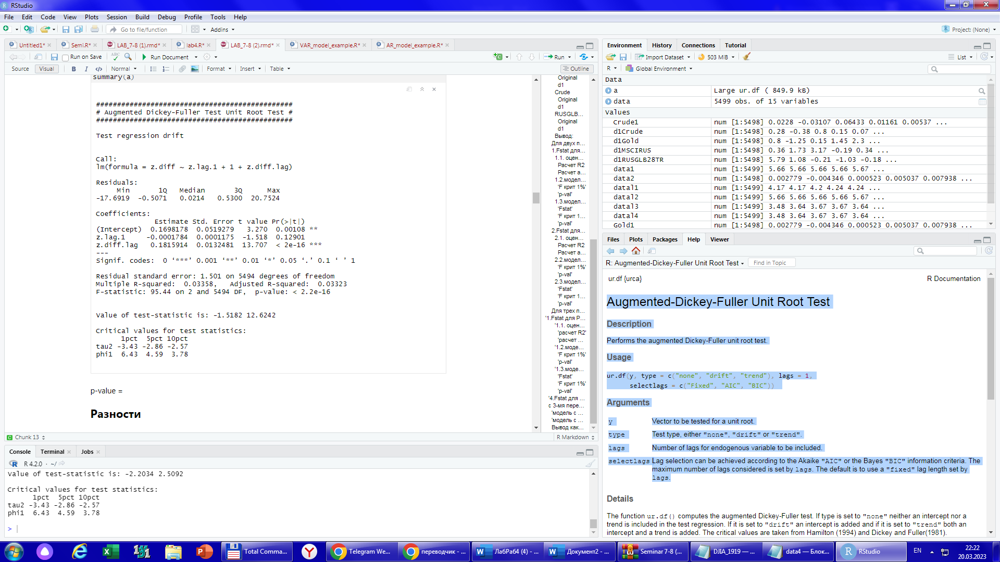 RStudio
File Edit Code View Plots Session Build Debug Profile Tools Help
Go to file/function Addins Project: (None)
Untitled1* Semi.R* LAB_7-8 (1).rmd* lab4.R* LAB_7-8 (2).rmd* VAR_model_example.R* AR_model_example.R*
Run on Save ABC Run Document Run
Source Visual B I </> Normal Format Insert Table Outline
summary(a)
###############################################
# Augmented Dickey-Fuller Test Unit Root Test #
###############################################
Test regression drift
Call:
lm(formula = z.diff ~ z.lag.1 + 1 + z.diff.lag)
Residuals:
Min 1Q Median 3Q Max
-17.6919 -0.5071 0.0214 0.5300 20.7524
Coefficients:
Estimate Std. Error t value Pr(>|t|)
(Intercept) 0.1698178 0.0519279 3.270 0.00108 **
z.lag.1 -0.0001784 0.0001175 -1.518 0.12901
z.diff.lag 0.1815914 0.0132481 13.707 < 2e-16 ***
---
Signif. codes: 0 ‘***’ 0.001 ‘**’ 0.01 ‘*’ 0.05 ‘.’ 0.1 ‘ ’ 1
Residual standard error: 1.501 on 5494 degrees of freedom
Multiple R-squared: 0.03358, Adjusted R-squared: 0.03323
F-statistic: 95.44 on 2 and 5494 DF, p-value: < 2.2e-16
Value of test-statistic is: -1.5182 12.6242
Critical values for test statistics:
1pct 5pct 10pct
tau2 -3.43 -2.86 -2.57
phi1 6.43 4.59 3.78
p-value =
Разности
Chunk 13 R Markdown
Original
d1
Crude
Original
d1
RUSGLB...
Original
d1
Вывод:
Для двух п...
1.Fstat для...
1.1. оцен...
Расчет R2
Расчет а...
1.2.модел...
'F крит 1%'
'p-val'
1.3.модел...
'Fstat'
'F крит 1...
'p-val'
2.Fstat для...
2.1. оцен...
Расчет R2
Расчет а...
2.2.модел...
'F крит 1%'
'p-val'
2.3.модел...
'Fstat'
'F крит 1...
'p-val'
Для трех п...
'1.Fstat для Р...
'1.1. оцен...
'расчет R2'
'расчет ...
'1.2.моде...
'F крит 1%'
'p-val'
'1.3.моде...
'Fstat'
'F крит 1%'
'p-val'
'4.Fstat для ...
с 3-мя пере...
'модель с ...
'модель с ...
Вывод как...
Console Terminal Jobs
R 4.2.0 · ~/
Value of test-statistic is: -2.2034 2.5092
Critical values for test statistics:
1pct 5pct 10pct
tau2 -3.43 -2.86 -2.57
phi1 6.43 4.59 3.78
>
Environment History Connections Tutorial
Import Dataset 503 MiB List
R Global Environment
Data
a Large ur.df ( 849.9 kB)
data 5499 obs. of 15 variables
Values
Crude1 num [1:5498] 0.0228 -0.03107 0.06433 0.01161 0.00537 ...
d1Crude num [1:5498] 0.28 -0.38 0.8 0.15 0.07 ...
d1Gold num [1:5498] 0.8 -1.25 0.15 1.45 2.3 ...
d1MSCIRUS num [1:5498] 0.36 1.73 3.17 -0.19 0.34 ...
d1RUSGLB28TR num [1:5498] 5.79 1.08 -0.21 -1.03 -0.18 ...
data1 num [1:5499] 5.66 5.66 5.66 5.66 5.67 ...
data2 num [1:5498] 0.002779 -0.004346 0.000523 0.005037 0.007938 ...
datal1 num [1:5499] 4.17 4.17 4.2 4.24 4.24 ...
datal2 num [1:5499] 5.66 5.66 5.66 5.66 5.67 ...
datal3 num [1:5499] 3.48 3.64 3.67 3.67 3.64 ...
datal4 num [1:5499] 3.48 3.64 3.67 3.67 3.64 ...
Gold1 num [1:5498] 0.002779 -0.004346 0.000523 0.005037 0.007938 ...
Files Plots Packages Help Viewer
R: Augmented-Dickey-Fuller Unit Root Test Find in Topic
ur.df {urca} R Documentation
Augmented-Dickey-Fuller Unit Root Test
Description
Performs the augmented Dickey-Fuller unit root test.
Usage
ur.df(y, type = c("none", "drift", "trend"), lags = 1,
selectlags = c("Fixed", "AIC", "BIC"))
Arguments
y Vector to be tested for a unit root.
type Test type, either "none", "drift" or "trend".
lags Number of lags for endogenous variable to be included.
selectlags Lag selection can be achieved according to the Akaike "AIC" or the Bayes "BIC" information criteria. The
maximum number of lags considered is set by lags. The default is to use a "fixed" lag length set by
lags.
Details
The function ur.df() computes the augmented Dickey-Fuller test. If type is set to "none" neither an intercept nor a
trend is included in the test regression. If it is set to "drift" an intercept is added and if it is set to "trend" both an
intercept and a trend is added. The critical values are taken from Hamilton (1994) and Dickey and Fuller(1981).
Total Comma... Telegram We... переводчик - ... ЛабРаб4 (4) - ... Документ2 - ... Seminar 7-8 (... DJIA_1919 — ... data4 — Блок... RStudio EN 22:22
20.03.2023